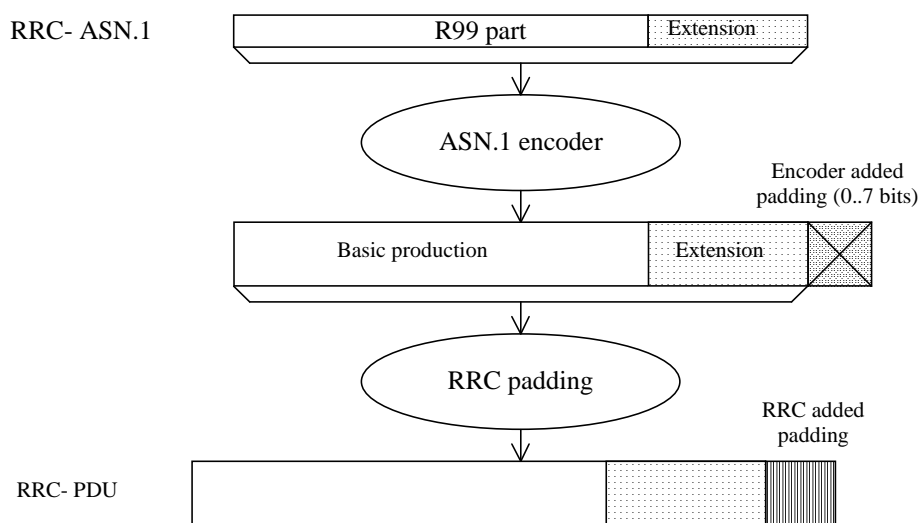 RRC- ASN.1
R99 part
Extension
ASN.1 encoder
Encoder added
padding (0..7 bits)
Basic production
Extension
RRC padding
RRC added
padding
RRC- PDU